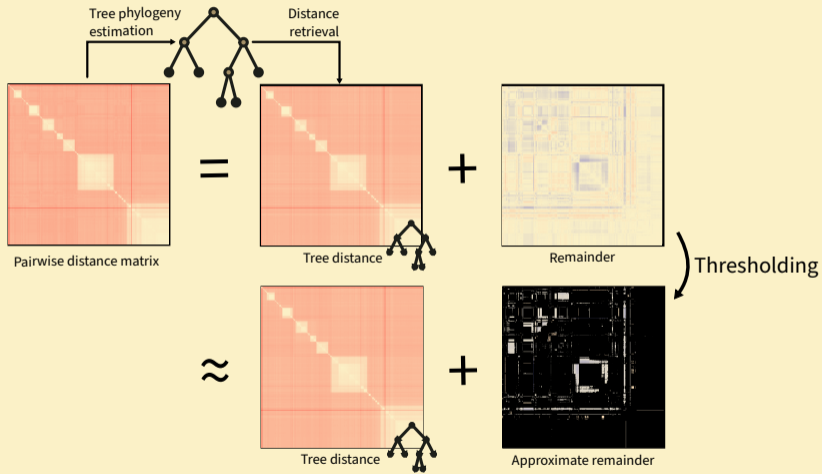 Tree phylogeny
estimation
Distance
retrieval
=
+
Pairwise distance matrix
Tree distance
Remainder
Thresholding
≈
+
Tree distance
Approximate remainder